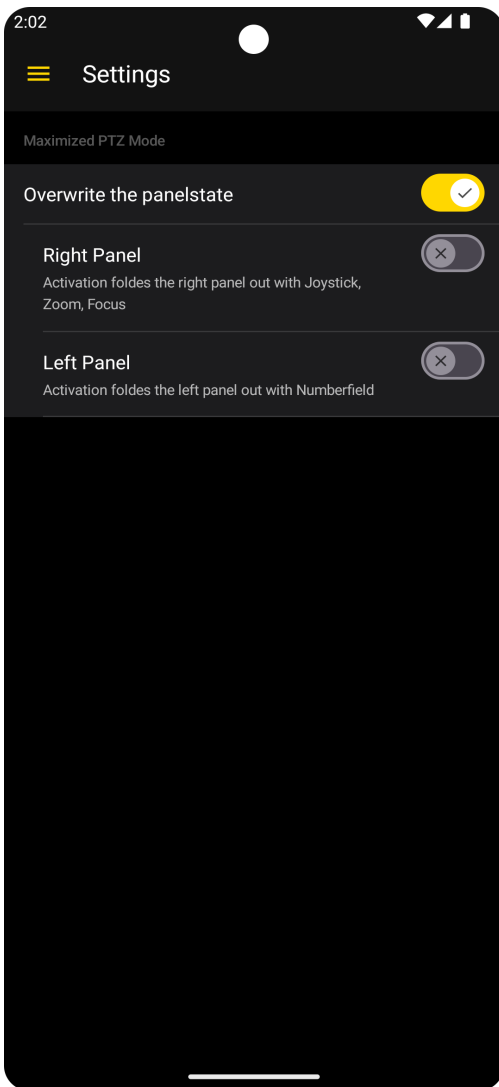 2:02
Settings
Maximized PTZ Mode
Overwrite the panelstate
Right Panel
Activation foldes the right panel out with Joystick,
Zoom, Focus
Left Panel
Activation foldes the left panel out with Numberfield